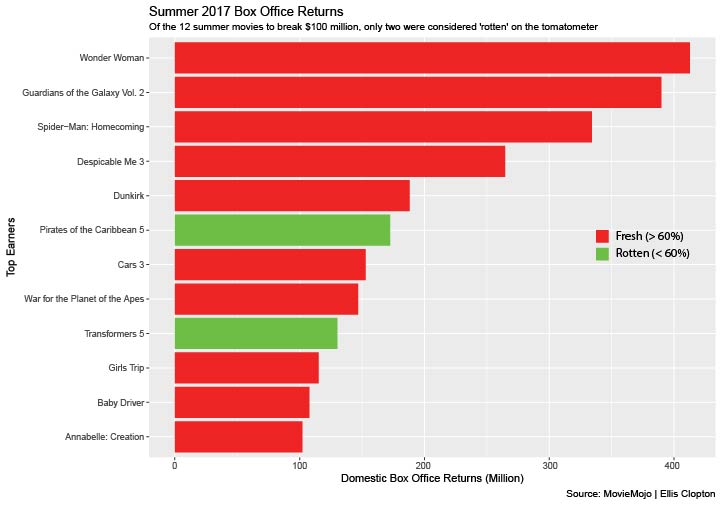 Summer 2017 Box Office Returns
Of the 12 summer movies to break $100 million, only two were considered 'rotten' on the tomatometer
Top Earners
Wonder Woman
Guardians of the Galaxy Vol. 2
Spider−Man: Homecoming
Despicable Me 3
Dunkirk
Pirates of the Caribbean 5
Cars 3
War for the Planet of the Apes
Transformers 5
Girls Trip
Baby Driver
Annabelle: Creation
Fresh (> 60%)
Rotten (< 60%)
0 100 200 300 400
Domestic Box Office Returns (Million)
Source: MovieMojo | Ellis Clopton